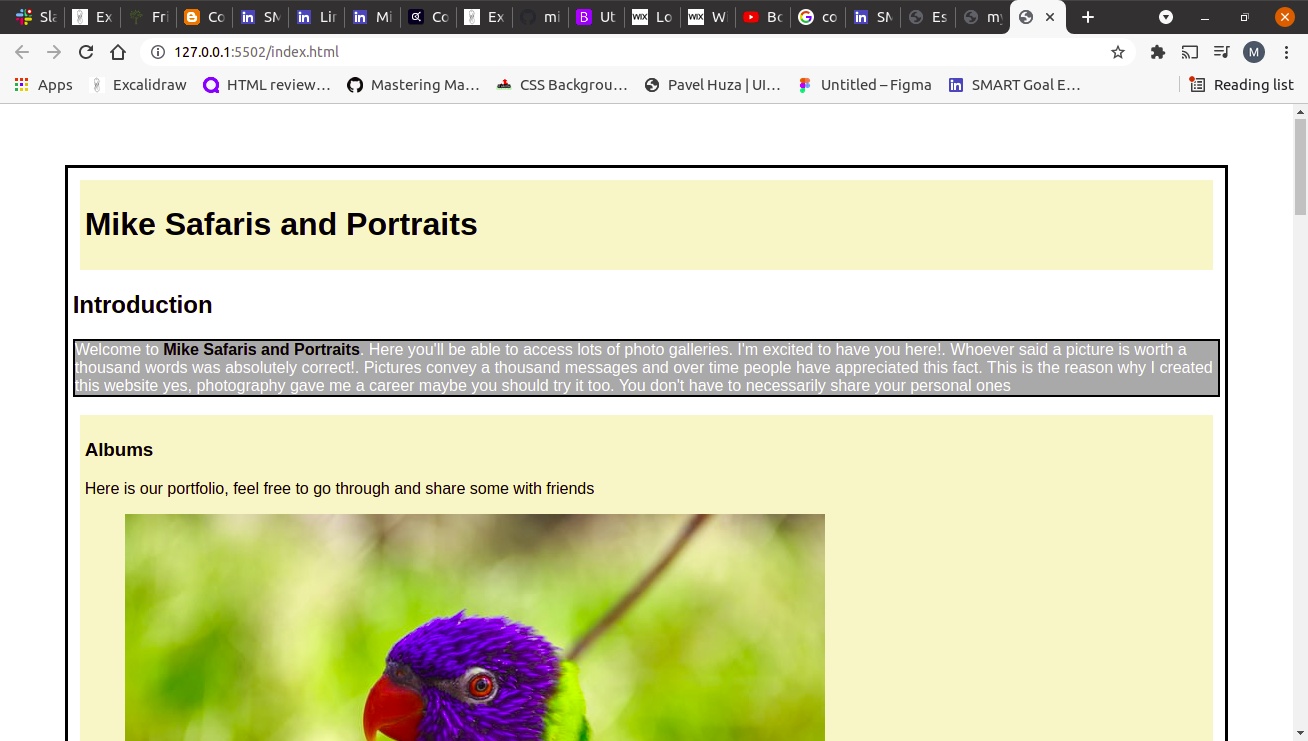 Sla
Ex
Fri
Co
SM
Lin
Mi
Co
Ex
mi
Ut
Lo
W
Bo
co
SM
Es
my
127.0.0.1:5502/index.html
M
Apps
Excalidraw
HTML review…
Mastering Ma…
CSS Backgrou…
Pavel Huza | UI…
Untitled – Figma
SMART Goal E…
Reading list
Mike Safaris and Portraits
Introduction
Welcome to Mike Safaris and Portraits. Here you'll be able to access lots of photo galleries. I'm excited to have you here!. Whoever said a picture is worth a
thousand words was absolutely correct!. Pictures convey a thousand messages and over time people have appreciated this fact. This is the reason why I created
this website yes, photography gave me a career maybe you should try it too. You don't have to necessarily share your personal ones
Albums
Here is our portfolio, feel free to go through and share some with friends